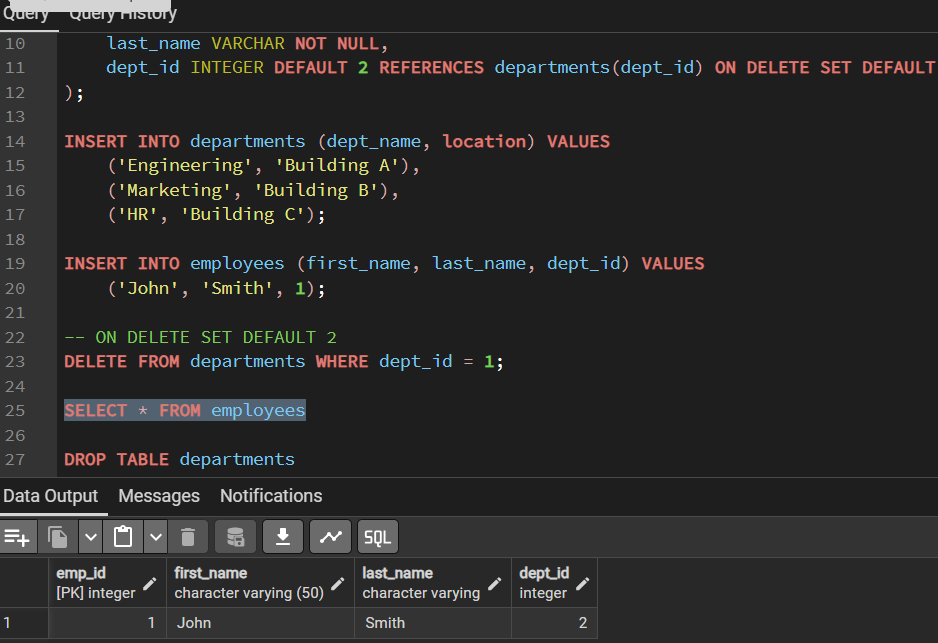 Query Query History
10 last_name VARCHAR NOT NULL,
11 dept_id INTEGER DEFAULT 2 REFERENCES departments(dept_id) ON DELETE SET DEFAULT
12 );
13
14 INSERT INTO departments (dept_name, location) VALUES
15 ('Engineering', 'Building A'),
16 ('Marketing', 'Building B'),
17 ('HR', 'Building C');
18
19 INSERT INTO employees (first_name, last_name, dept_id) VALUES
20 ('John', 'Smith', 1);
21
22 -- ON DELETE SET DEFAULT 2
23 DELETE FROM departments WHERE dept_id = 1;
24
25 SELECT * FROM employees
26
27 DROP TABLE departments
Data Output Messages Notifications
SQL
emp_id first_name last_name dept_id
[PK] integer character varying (50) character varying integer
1 1 John Smith 2